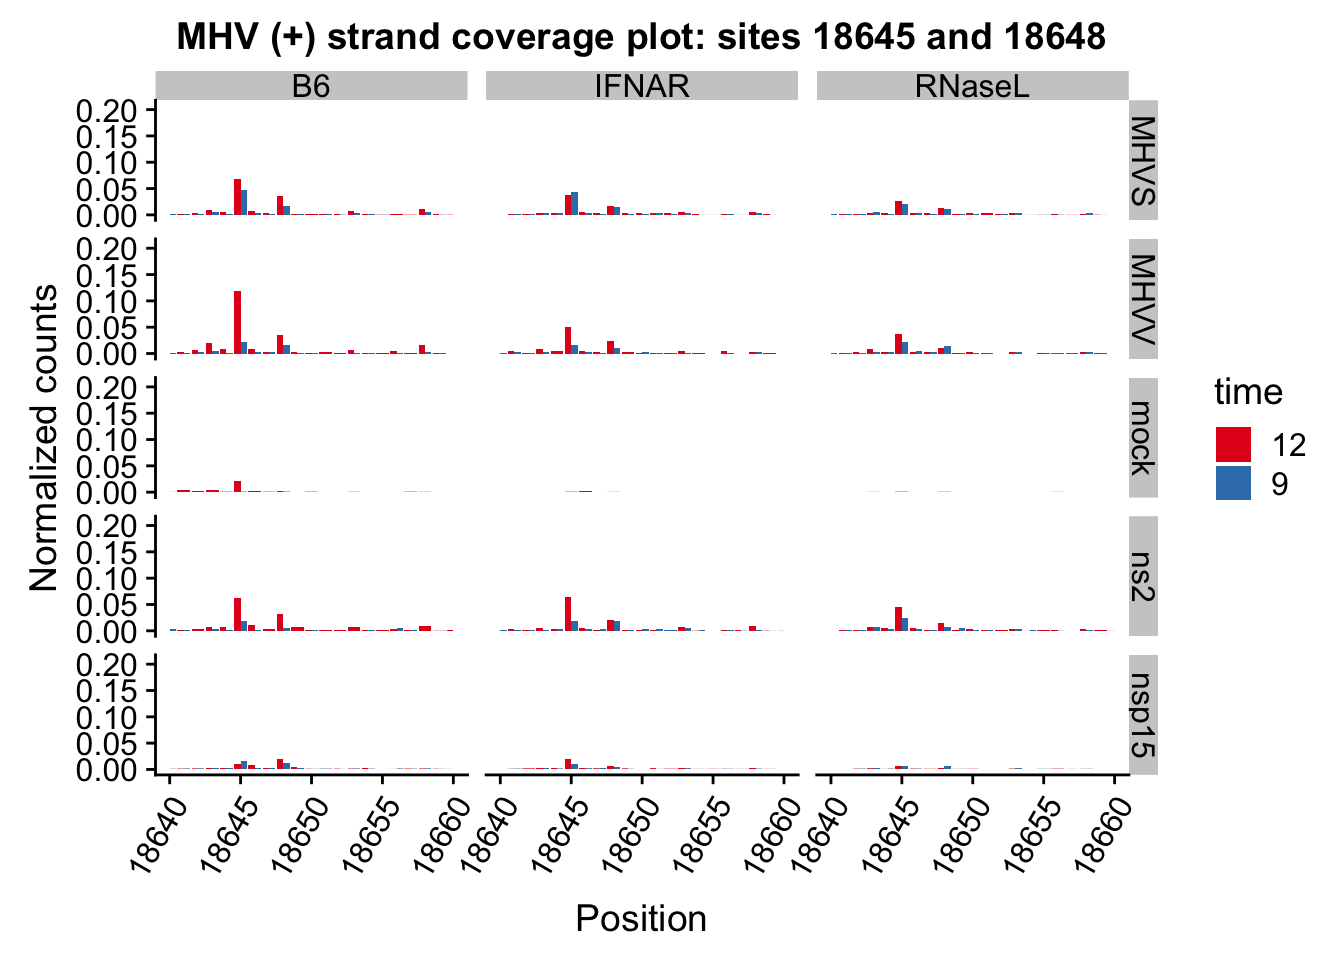 MHV (+) strand coverage plot: sites 18645 and 18648
B6 IFNAR RNaseL
0.20
0.15
0.10
0.05
0.00
MHVS
0.20
0.15
0.10
0.05
0.00
MHVV
0.20
0.15
0.10
0.05
0.00
mock
0.20
0.15
0.10
0.05
0.00
ns2
0.20
0.15
0.10
0.05
0.00
nsp15
Normalized counts
18640 18645 18650 18655 18660 18640 18645 18650 18655 18660 18640 18645 18650 18655 18660
Position
time
12
9